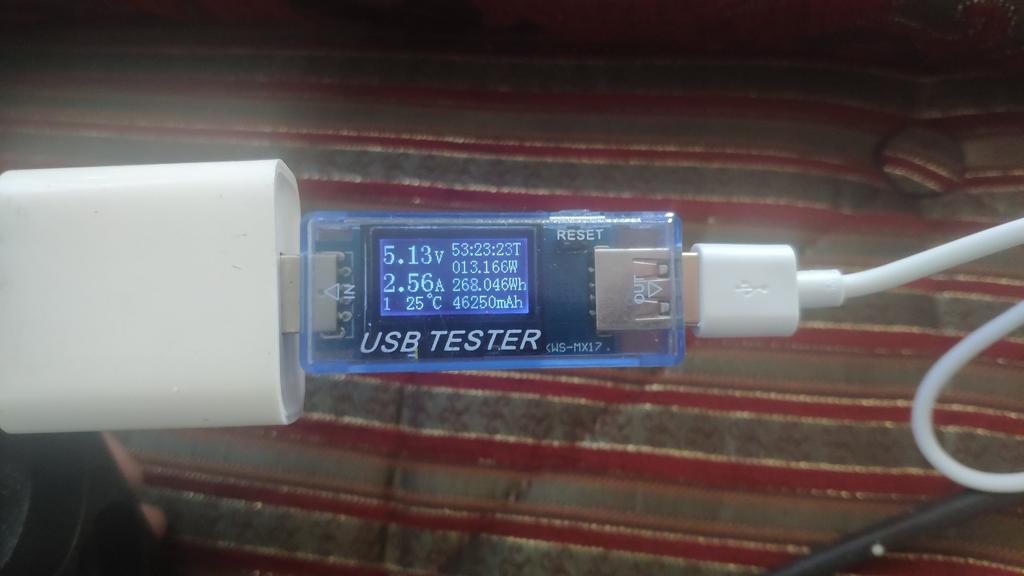 RESET
5.13V 53:23:23T
013.166W
2.56A 268.046Wh
1 25℃ 46250mAh
IN
OUT
USB TESTER
KWS-MX17